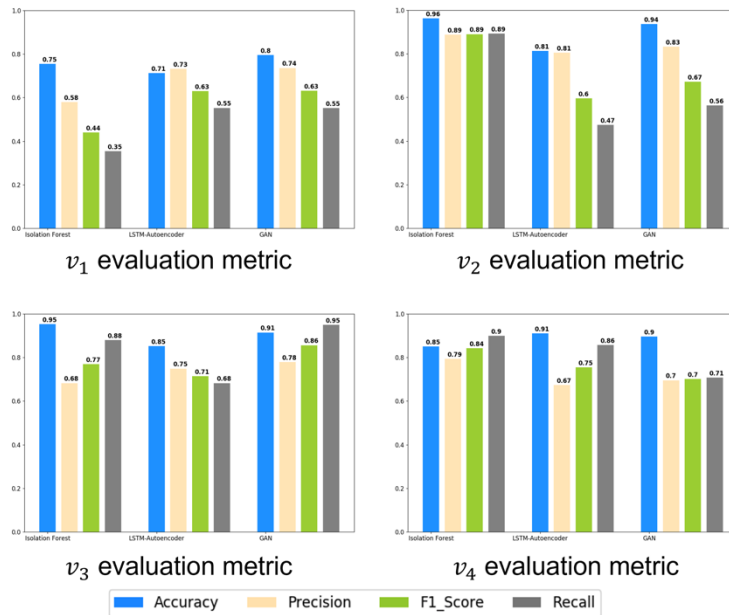 1.0
0.8
0.6
0.4
0.2
0.0
0.75 0.58 0.44 0.35 0.71 0.73 0.63 0.55 0.8 0.74 0.63 0.55
Isolation Forest LSTM-Autoencoder GAN
v₁ evaluation metric
1.0
0.8
0.6
0.4
0.2
0.0
0.96 0.89 0.89 0.89 0.81 0.81 0.6 0.47 0.94 0.83 0.67 0.56
Isolation Forest LSTM-Autoencoder GAN
v₂ evaluation metric
1.0
0.8
0.6
0.4
0.2
0.0
0.95 0.68 0.77 0.88 0.85 0.75 0.71 0.68 0.91 0.78 0.86 0.95
Isolation Forest LSTM-Autoencoder GAN
v₃ evaluation metric
1.0
0.8
0.6
0.4
0.2
0.0
0.85 0.79 0.84 0.9 0.91 0.67 0.75 0.86 0.9 0.7 0.7 0.71
Isolation Forest LSTM-Autoencoder GAN
v₄ evaluation metric
Accuracy Precision F1_Score Recall